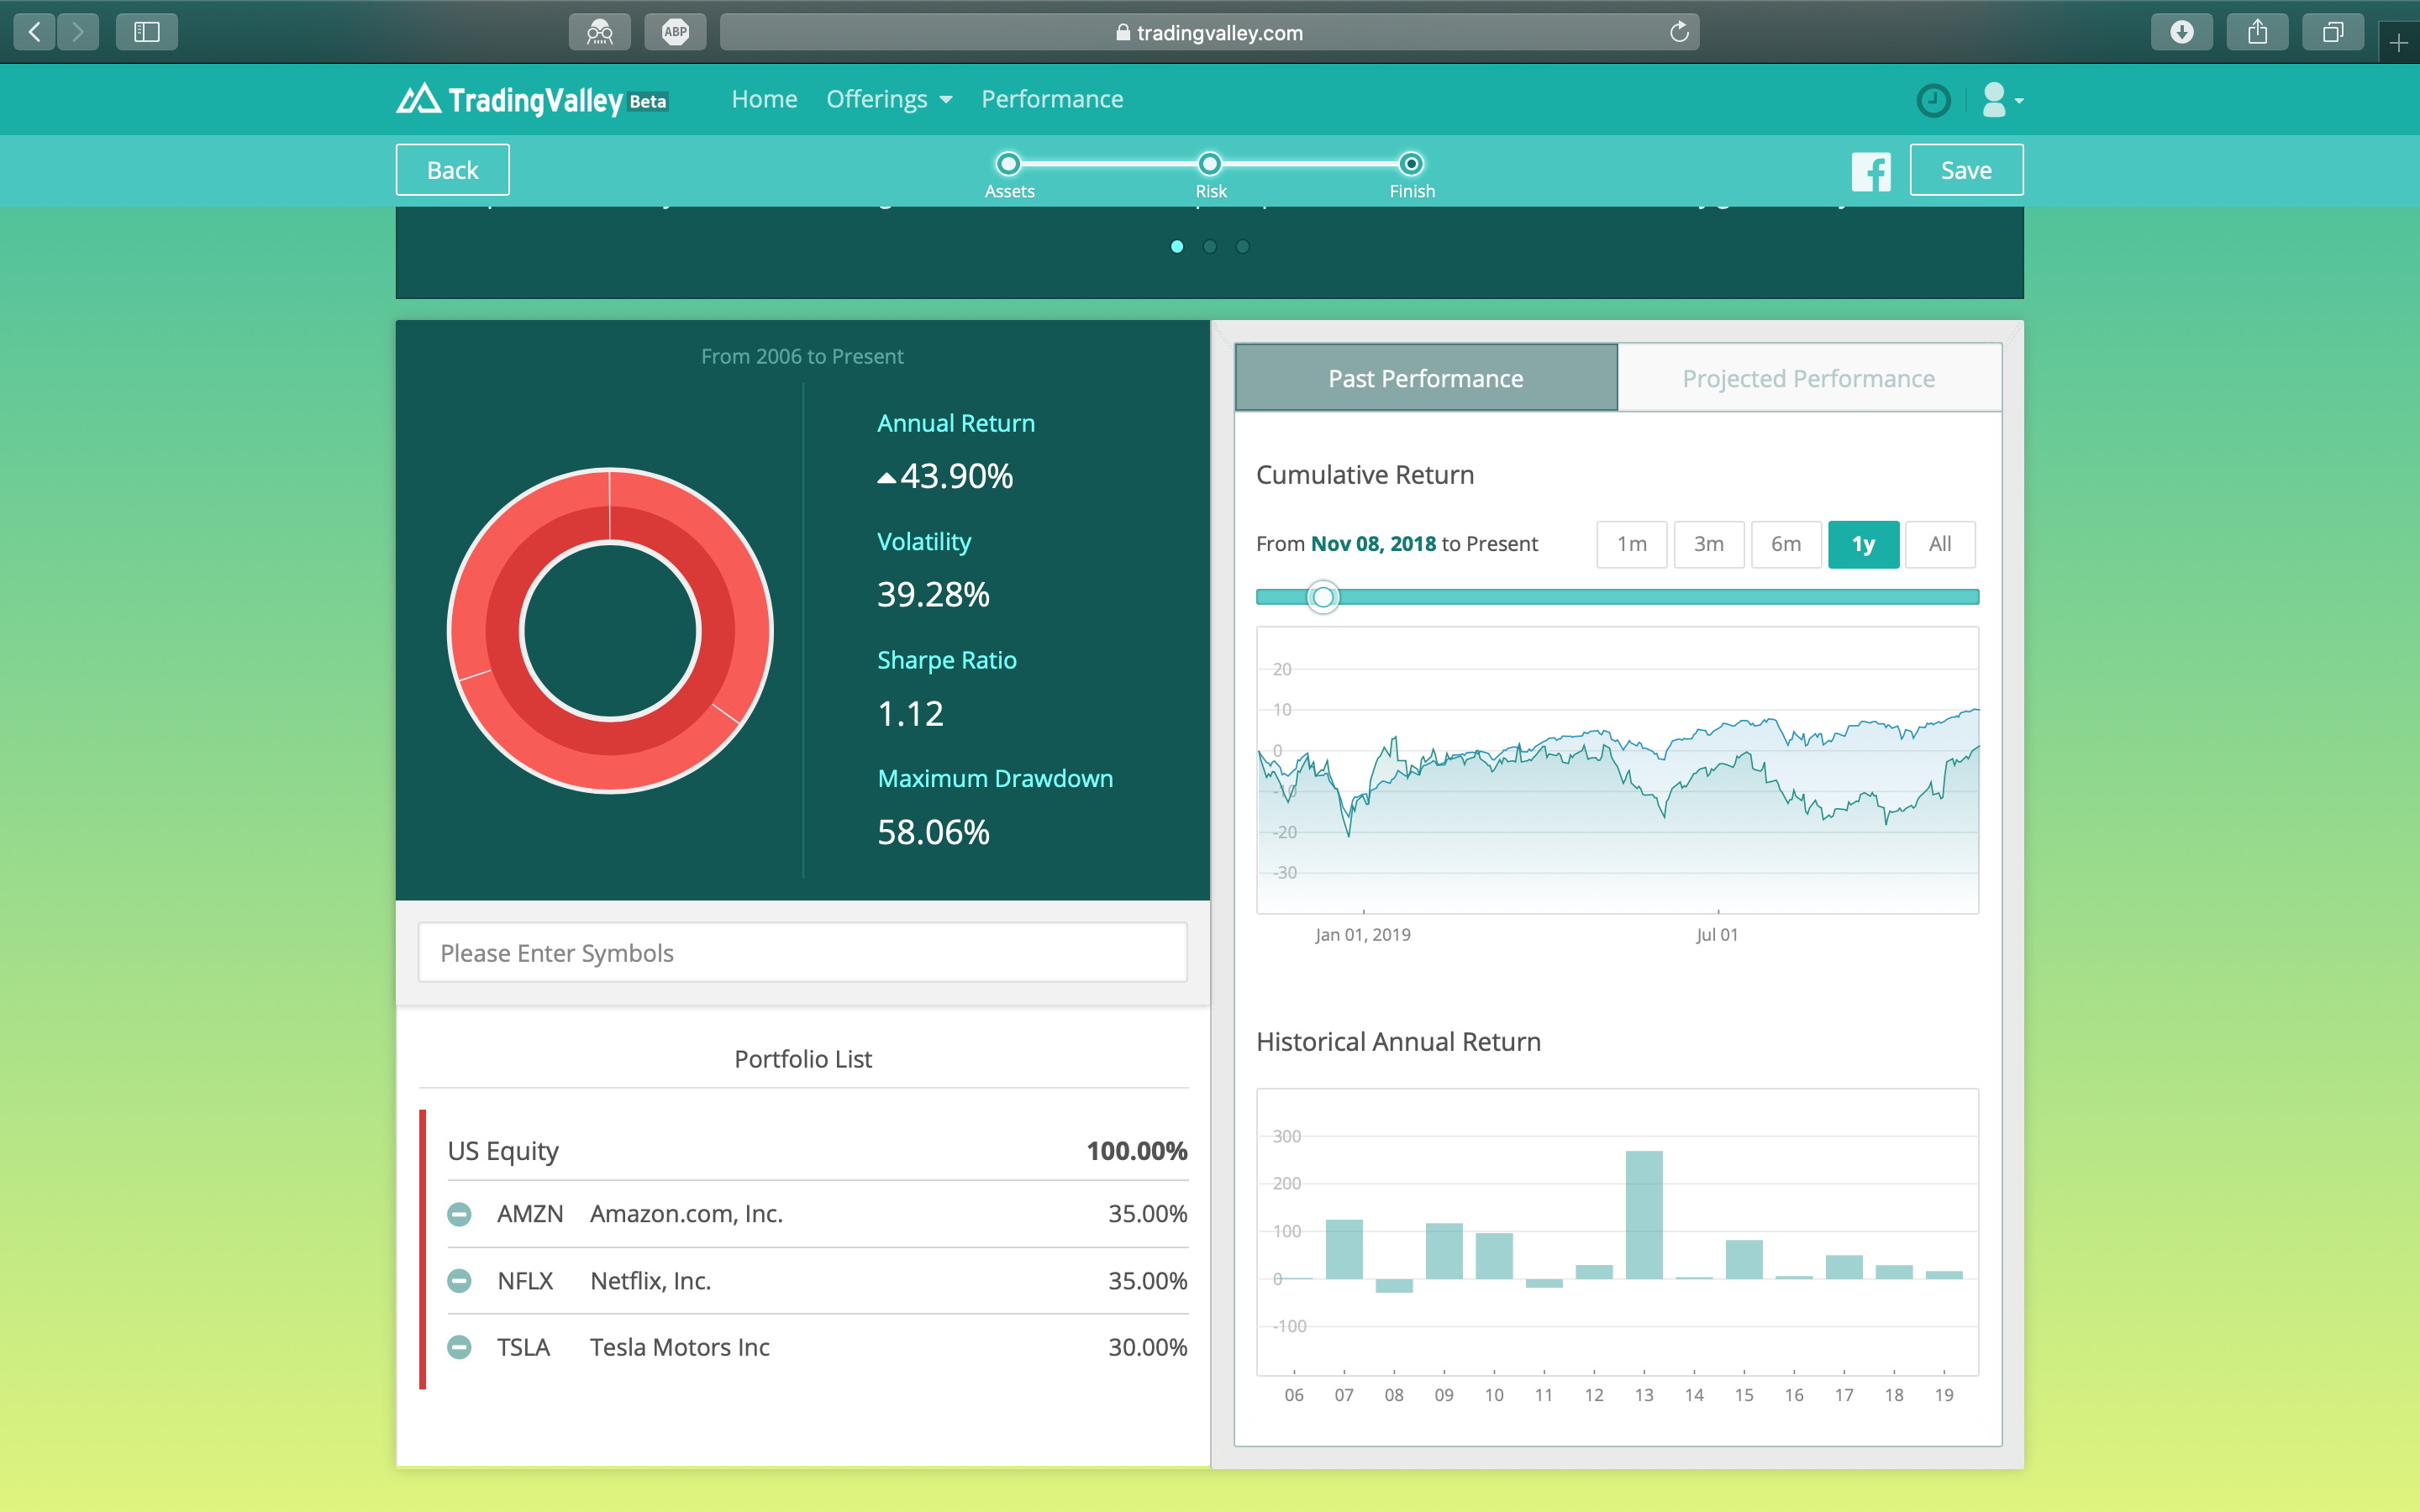 ABP
tradingvalley.com
TradingValley Beta
Home Offerings Performance
Back
Assets Risk Finish
Save
From 2006 to Present
Annual Return
43.90%
Volatility
39.28%
Sharpe Ratio
1.12
Maximum Drawdown
58.06%
Please Enter Symbols
Portfolio List
US Equity 100.00%
AMZN Amazon.com, Inc. 35.00%
NFLX Netflix, Inc. 35.00%
TSLA Tesla Motors Inc 30.00%
Past Performance Projected Performance
Cumulative Return
From Nov 08, 2018 to Present 1m 3m 6m 1y All
20
10
0
-10
-20
-30
Jan 01, 2019 Jul 01
Historical Annual Return
300
200
100
0
-100
06 07 08 09 10 11 12 13 14 15 16 17 18 19